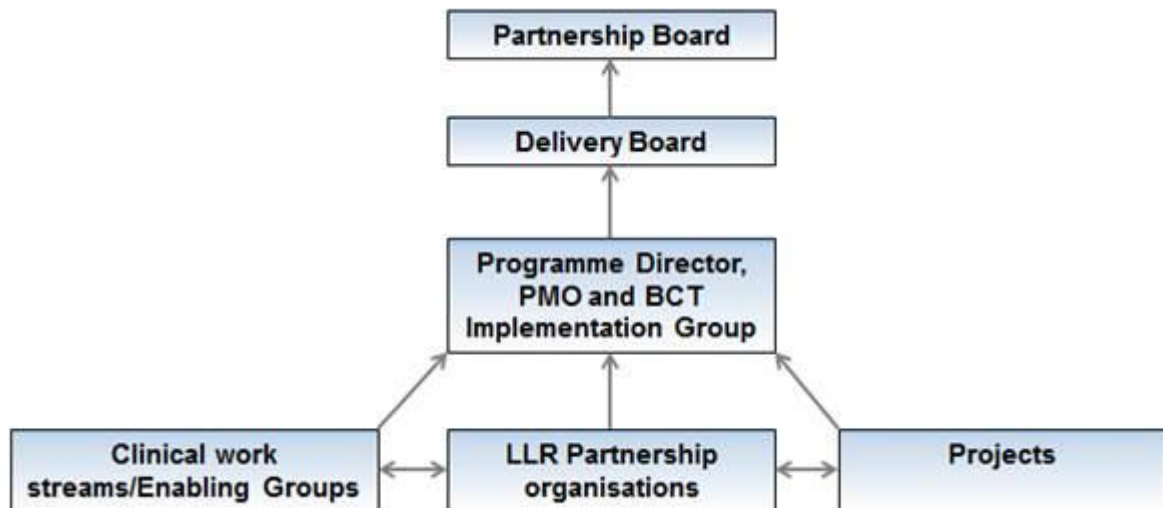 Partnership Board
Delivery Board
Programme Director,
PMO and BCT
Implementation Group
Clinical work
streams/Enabling Groups
LLR Partnership
organisations
Projects